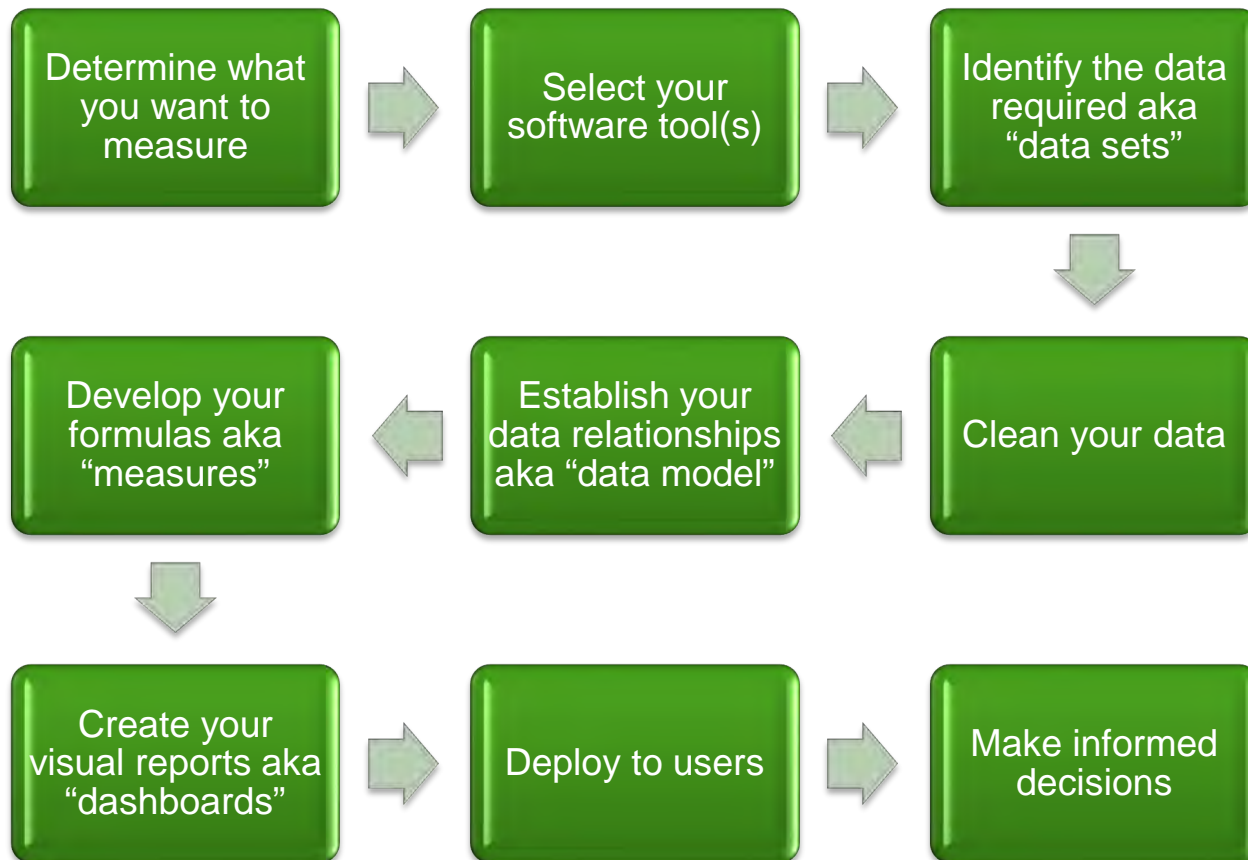 Determine what
you want to
measure
Select your
software tool(s)
Identify the data
required aka
“data sets”
Clean your data
Establish your
data relationships
aka “data model”
Develop your
formulas aka
“measures”
Create your
visual reports aka
“dashboards”
Deploy to users
Make informed
decisions